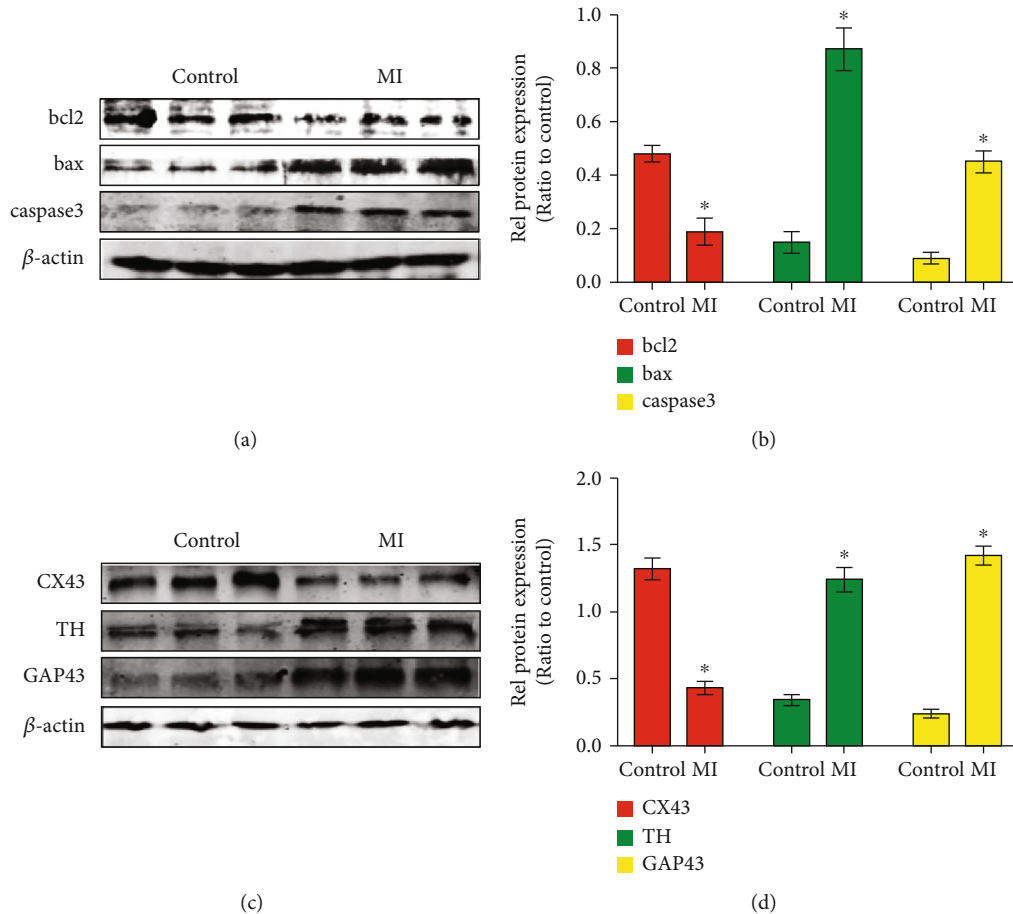 (a)
Control MI
bcl2
bax
caspase3
β-actin
(b)
Rel protein expression
(Ratio to control)
1.0
0.8
0.6
0.4
0.2
0.0
*
*
*
Control MI Control MI Control MI
bcl2
bax
caspase3
(a)
(b)
Control MI
CX43
TH
GAP43
β-actin
(c)
Rel protein expression
(Ratio to control)
2.0
1.5
1.0
0.5
0.0
*
*
*
Control MI Control MI Control MI
CX43
TH
GAP43
(d)